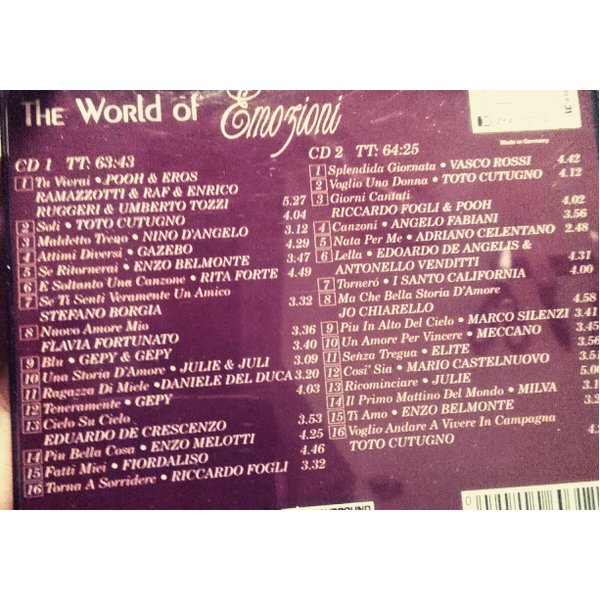 The World of Emozioni
Made in Germany
CD 1 TT: 63:43
1 Tu Vivrai • POOH & EROS
RAMAZZOTTI & RAF & ENRICO
RUGGERI & UMBERTO TOZZI 5.27
2 Soli • TOTO CUTUGNO 4.04
3 Maldetto Treno • NINO D'ANGELO 3.12
4 Attimi Diversi • GAZEBO 4.29
5 Se Ritornerai • ENZO BELMONTE 3.47
6 E Soltanto Una Canzone • RITA FORTE 4.49
7 Se Ti Senti Veramente Un Amico
STEFANO BORGIA 3.32
8 Nuovo Amore Mio
FLAVIA FORTUNATO 3.36
9 Blu • GEPY & GEPY 3.40
10 Una Storia D'Amore • JULIE & JULI 3.09
11 Ragazza Di Miele • DANIELE DEL DUCA 3.20
12 Teneramente • GEPY 4.03
13 Cielo Su Cielo
EDUARDO DE CRESCENZO 3.53
14 Piu Bella Cosa • ENZO MELOTTI 4.25
15 Fatti Miei • FIORDALISO 4.46
16 Torna A Sorridere • RICCARDO FOGLI 3.32
CD 2 TT: 64:25
1 Splendida Giornata • VASCO ROSSI 4.42
2 Voglio Una Donna • TOTO CUTUGNO 4.12
3 Giorni Cantati
RICCARDO FOGLI & POOH 4.02
4 Canzoni • ANGELO FABIANI 3.56
5 Nata Per Me • ADRIANO CELENTANO 2.48
6 Lella • EDOARDO DE ANGELIS &
ANTONELLO VENDITTI 4.31
7 Torneró • I SANTO CALIFORNIA 4.00
8 Ma Che Bella Storia D'Amore
JO CHIARELLO 4.58
9 Piu In Alto Del Cielo • MARCO SILENZI 3.41
10 Un Amore Per Vincere • MECCANO 3.45
11 Senza Tregua • ELITE 3.56
12 Cosi' Sia • MARIO CASTELNUOVO 3.51
13 Ricominciare • JULIE
14 Il Primo Mattino Del Mondo • MILVA
15 Ti Amo • ENZO BELMONTE
16 Voglio Andare A Vivere In Campagna
TOTO CUTUGNO